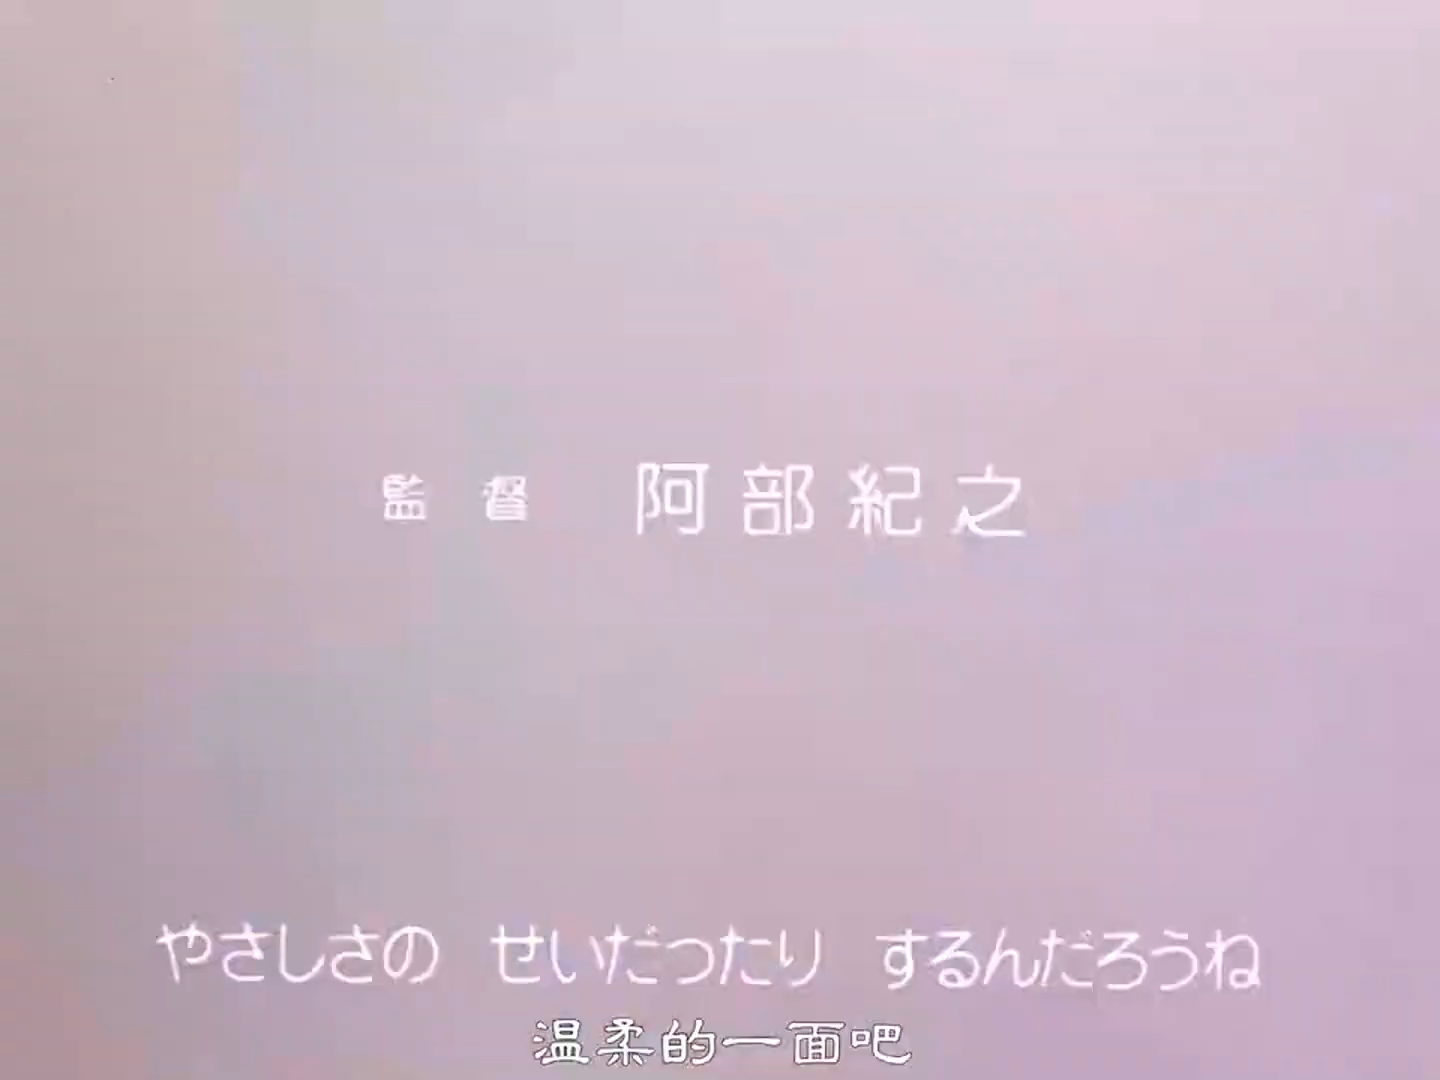 監督 阿部紀之
やさしさの せいだったり するんだろうね
温柔的一面吧